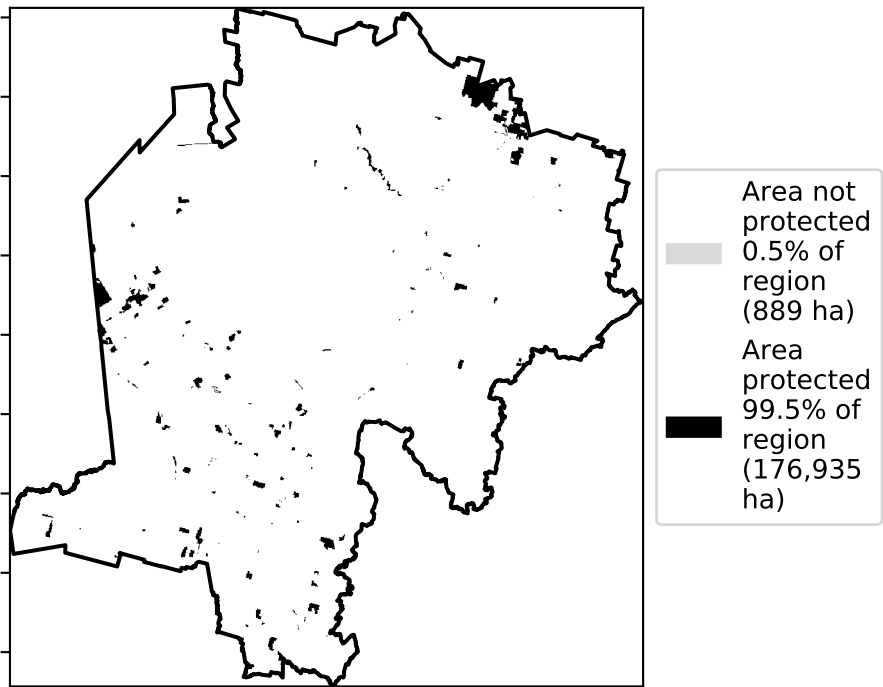 Area not
protected
0.5% of
region
(889 ha)
Area
protected
99.5% of
region
(176,935
ha)